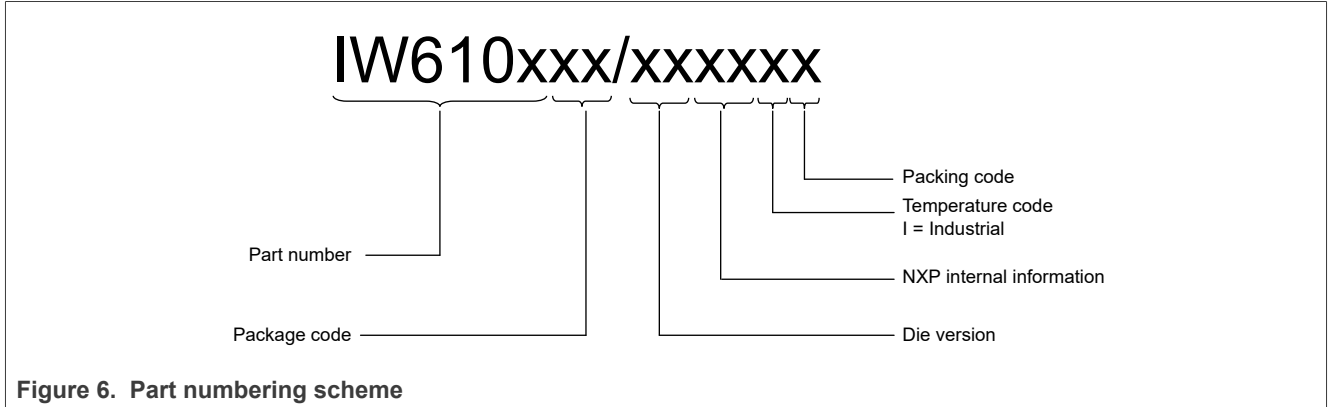 IW610xxx/xxxxxx
Packing code
Temperature code
I = Industrial
Part number
NXP internal information
Package code
Die version
Figure 6. Part numbering scheme